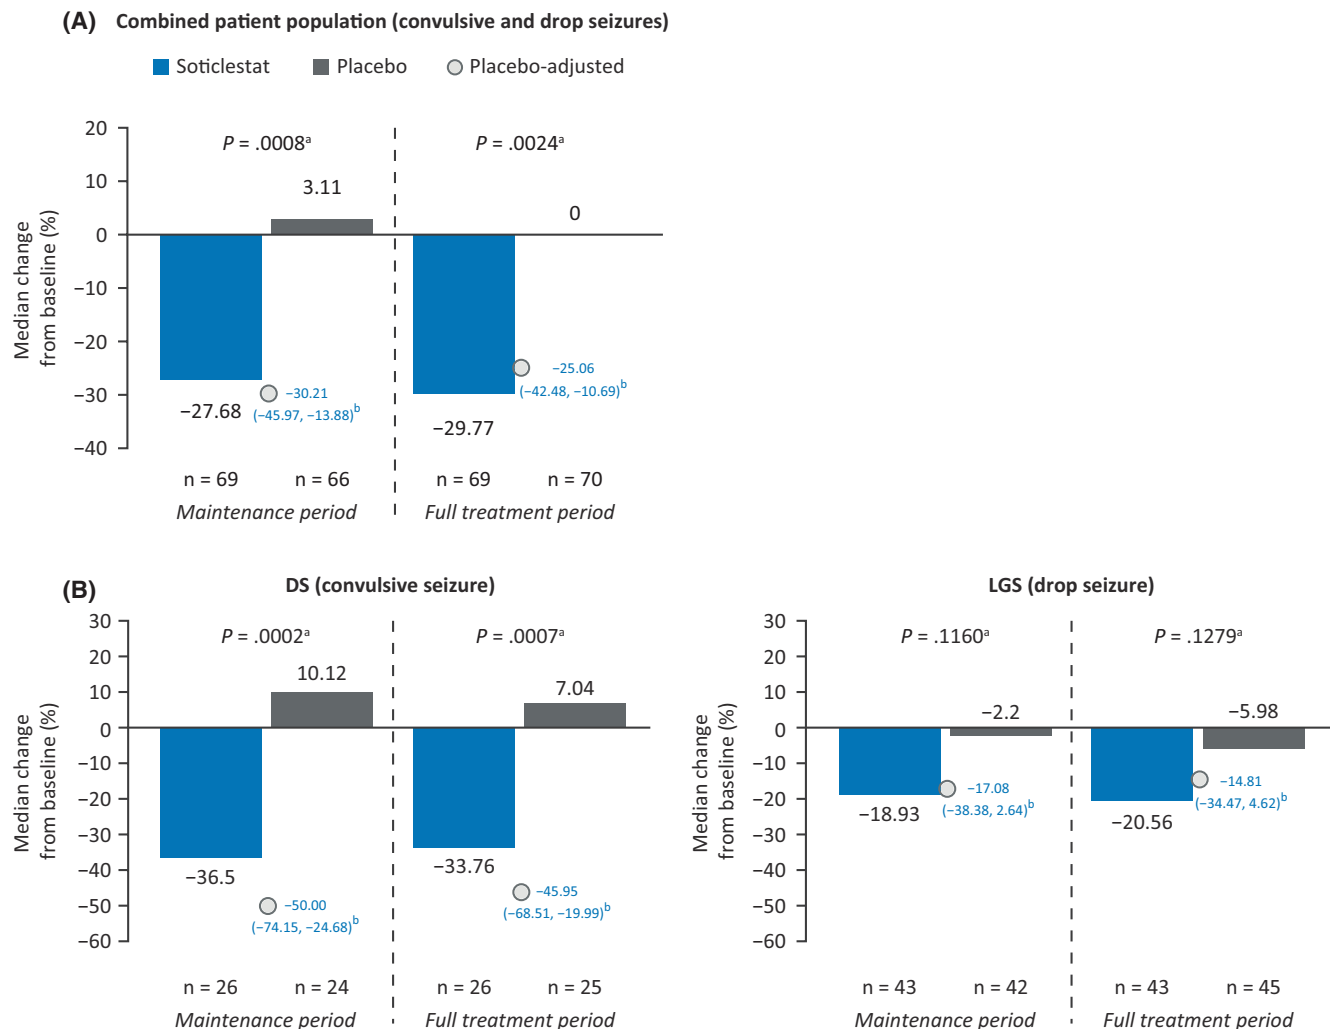 (A) Combined patient population (convulsive and drop seizures)
Soticlestat Placebo Placebo-adjusted
Median change
from baseline (%)
20
10
0
−10
−20
−30
−40
P = .0008ᵃ P = .0024ᵃ
3.11
0
−27.68
−30.21
(−45.97, −13.88)ᵇ
−29.77
−25.06
(−42.48, −10.69)ᵇ
n = 69 n = 66 n = 69 n = 70
Maintenance period Full treatment period
(B) DS (convulsive seizure)
Median change
from baseline (%)
30
20
10
0
−10
−20
−30
−40
−50
−60
P = .0002ᵃ P = .0007ᵃ
10.12
7.04
−36.5
−50.00
(−74.15, −24.68)ᵇ
−33.76
−45.95
(−68.51, −19.99)ᵇ
n = 26 n = 24 n = 26 n = 25
Maintenance period Full treatment period
LGS (drop seizure)
Median change
from baseline (%)
30
20
10
0
−10
−20
−30
−40
−50
−60
P = .1160ᵃ P = .1279ᵃ
−2.2
−5.98
−18.93
−17.08
(−38.38, 2.64)ᵇ
−20.56
−14.81
(−34.47, 4.62)ᵇ
n = 43 n = 42 n = 43 n = 45
Maintenance period Full treatment period